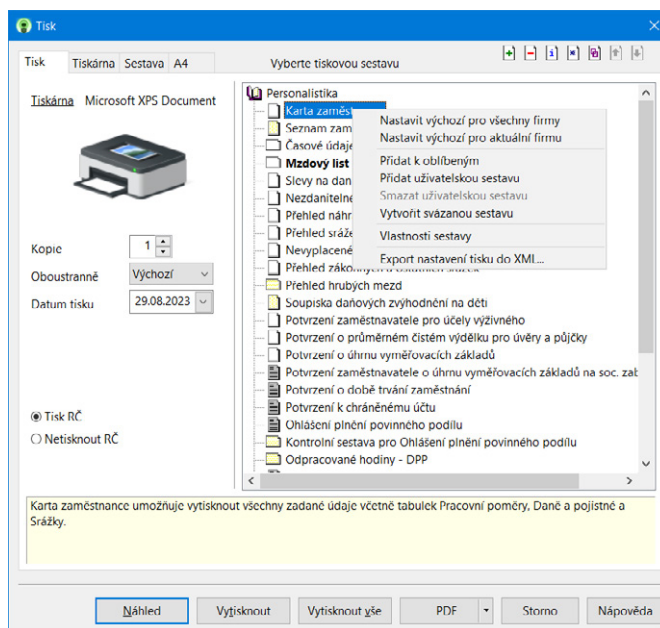 Tisk
Tisk
Tiskárna
Sestava
A4
Vyberte tiskovou sestavu
Tiskárna Microsoft XPS Document
Kopie
1
Oboustranně
Výchozí
Datum tisku
29.08.2023
Tisk RČ
Netisknout RČ
Personalistika
Karta zaměst
Seznam zam
Časové údaje
Mzdový list
Slevy na dan
Nezdanitelné
Přehled náhr
Přehled sráže
Nevyplacené
Přehled zákonných a ostatních srážek
Přehled hrubých mezd
Soupiska daňových zvýhodnění na děti
Potvrzení zaměstnavatele pro účely výživného
Potvrzení o průměrném čistém výdělku pro úvěry a půjčky
Potvrzení o úhrnu vyměřovacích základů
Potvrzení zaměstnavatele o úhrnu vyměřovacích základů na soc. zab
Potvrzení o době trvání zaměstnání
Potvrzení k chráněnému účtu
Ohlášení plnění povinného podílu
Kontrolní sestava pro Ohlášení plnění povinného podílu
Odpracované hodiny - DPP
Nastavit výchozí pro všechny firmy
Nastavit výchozí pro aktuální firmu
Přidat k oblíbeným
Přidat uživatelskou sestavu
Smazat uživatelskou sestavu
Vytvořit svázanou sestavu
Vlastnosti sestavy
Export nastavení tisku do XML...
Karta zaměstnance umožňuje vytisknout všechny zadané údaje včetně tabulek Pracovní poměry, Daně a pojistné a
Srážky.
Náhled
Vytisknout
Vytisknout vše
PDF
Storno
Nápověda